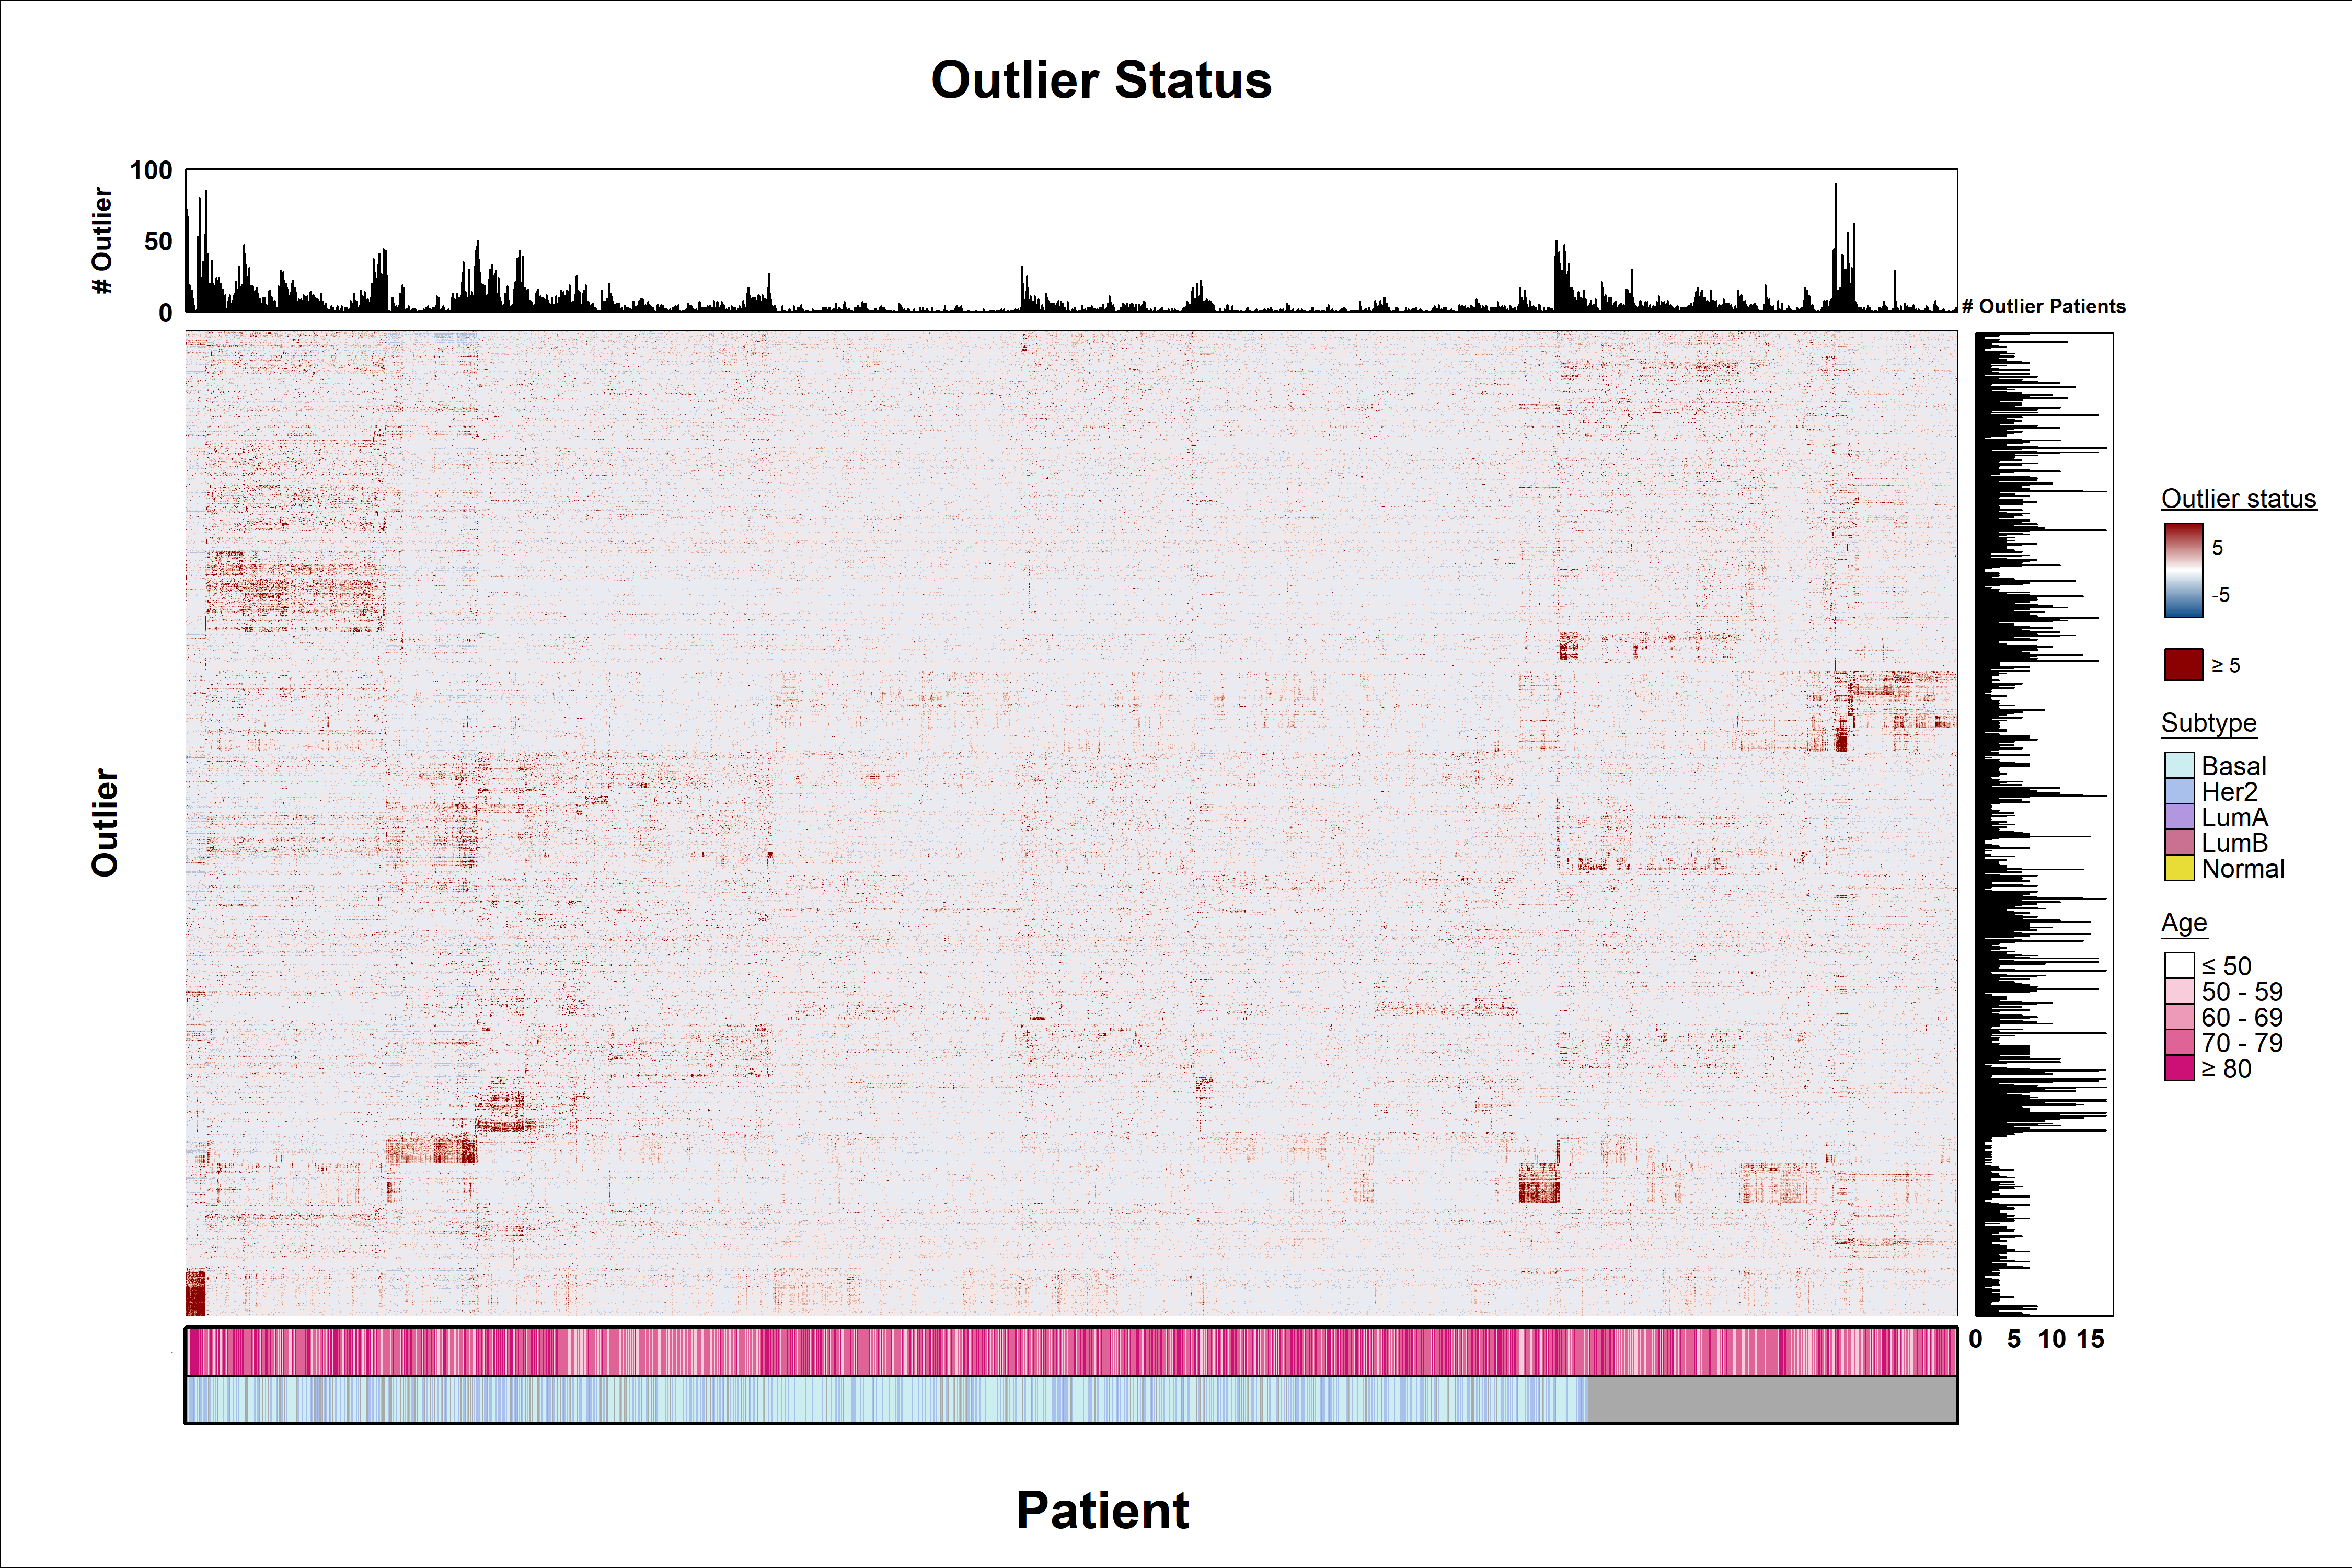 Outlier Status
# Outlier
100
50
0
# Outlier Patients
Outlier
0 5 10 15
Patient
Outlier status
5
-5
≥ 5
Subtype
Basal
Her2
LumA
LumB
Normal
Age
≤ 50
50 - 59
60 - 69
70 - 79
≥ 80